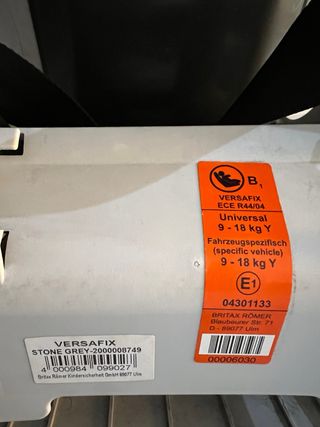 B1
VERSAFIX
ECE R44/04
Universal
9 - 18 kg Y
Fahrzeugspezifisch
(specific vehicle)
9 - 18 kg Y
E1
04301133
BRITAX RÖMER
Blaubeurer Str. 71
D - 89077 Ulm
00006030
VERSAFIX
STONE GREY-2000008749
4 000984 099027
Britax Römer Kindersicherheit GmbH 89077 Ulm